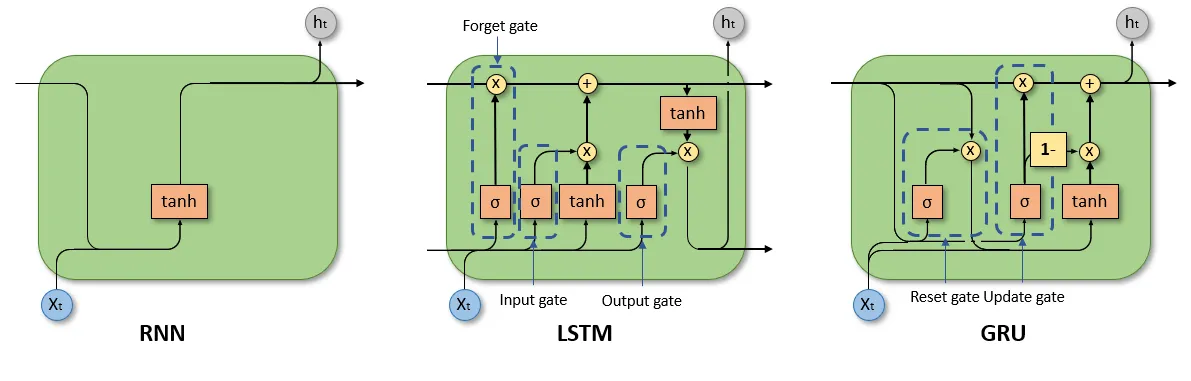 ht
tanh
Xt
RNN
Forget gate
ht
x
+
tanh
x
x
σ
σ
tanh
σ
Input gate
Output gate
Xt
LSTM
ht
x
+
x
1-
x
σ
σ
tanh
Reset gate
Update gate
Xt
GRU